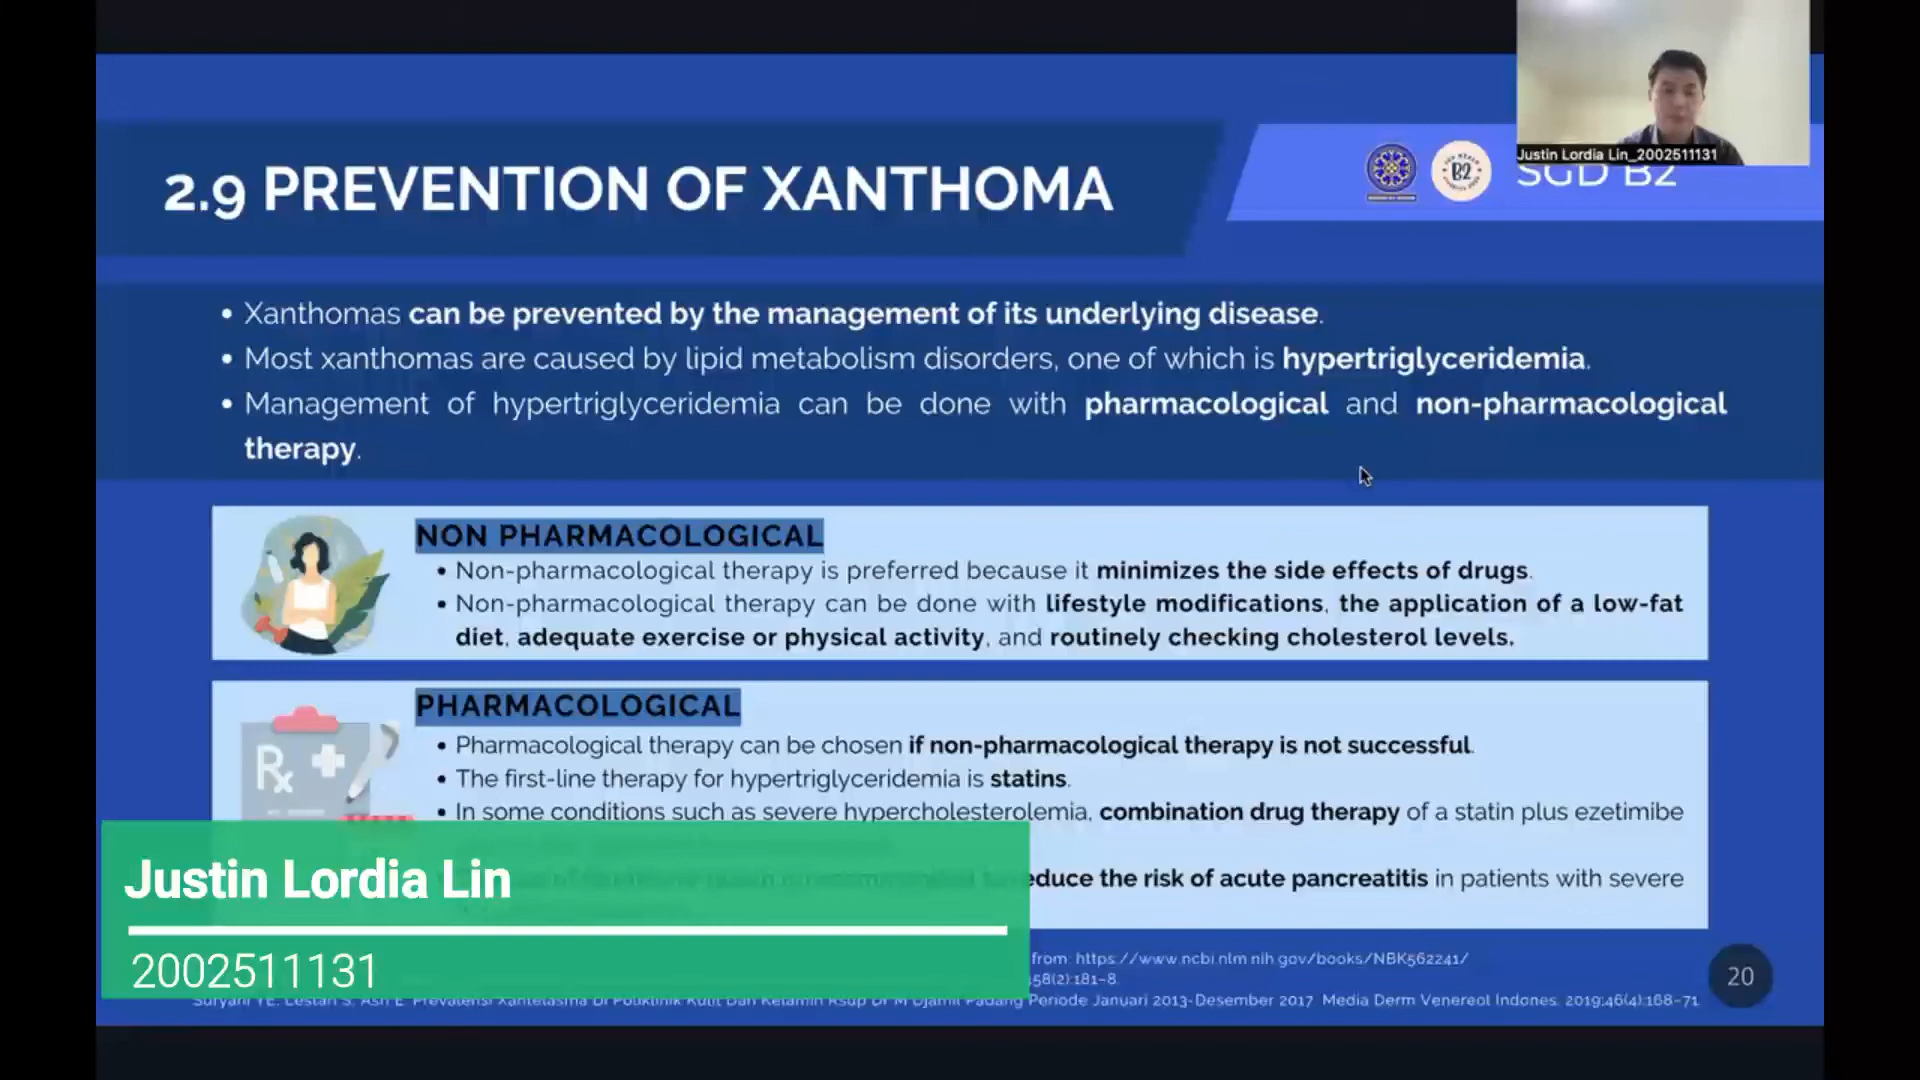 Justin Lordia Lin_2002511131
2.9 PREVENTION OF XANTHOMA
B2
SGD B2
• Xanthomas can be prevented by the management of its underlying disease.
• Most xanthomas are caused by lipid metabolism disorders, one of which is hypertriglyceridemia.
• Management of hypertriglyceridemia can be done with pharmacological and non-pharmacological
therapy.
NON PHARMACOLOGICAL
• Non-pharmacological therapy is preferred because it minimizes the side effects of drugs.
• Non-pharmacological therapy can be done with lifestyle modifications, the application of a low-fat
diet, adequate exercise or physical activity, and routinely checking cholesterol levels.
PHARMACOLOGICAL
Rx
• Pharmacological therapy can be chosen if non-pharmacological therapy is not successful.
• The first-line therapy for hypertriglyceridemia is statins.
• In some conditions such as severe hypercholesterolemia, combination drug therapy of a statin plus ezetimibe
educe the risk of acute pancreatitis in patients with severe
Justin Lordia Lin
2002511131
from: https://www.ncbi.nlm.nih.gov/books/NBK562241/
58(2):181-8.
Periode Januari 2013-Desember 2017. Media Derm Venereol Indones. 2019;46(4):168-71
20